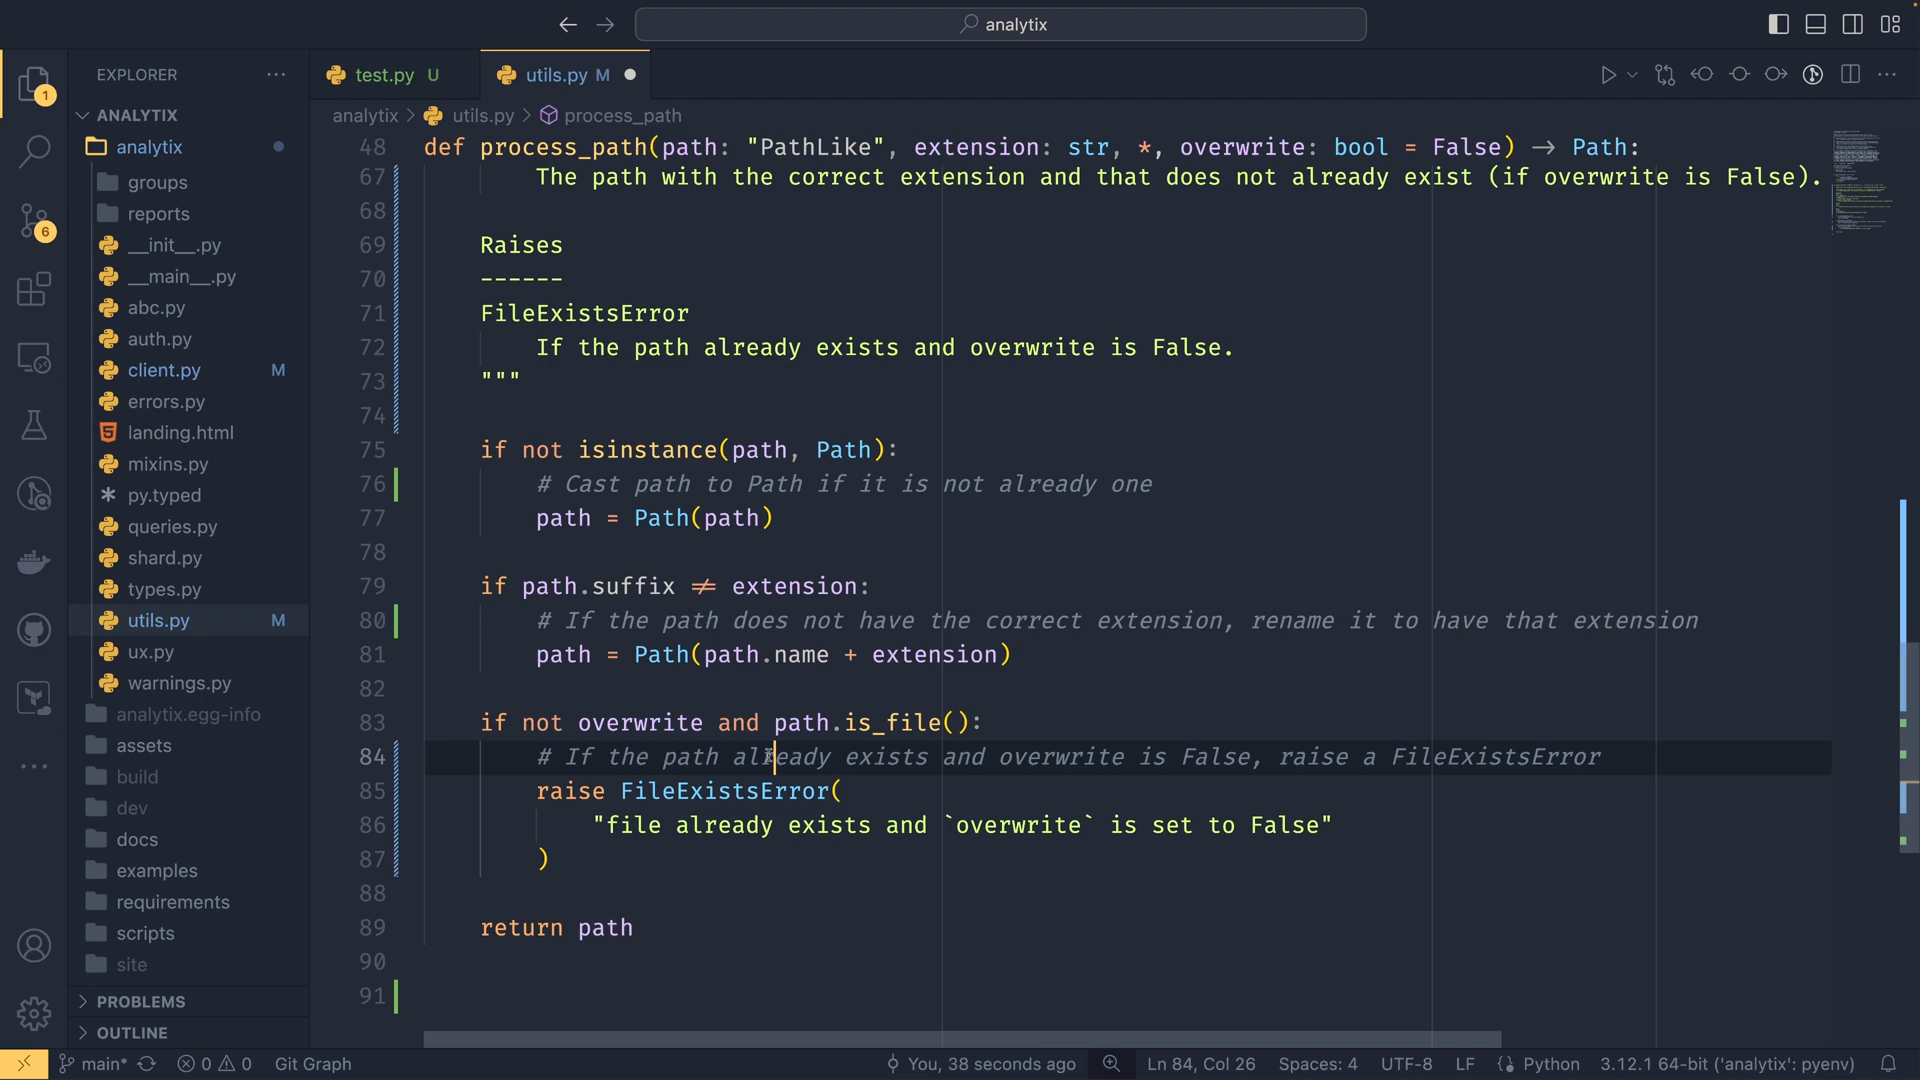 analytix
EXPLORER
ANALYTIX
analytix
groups
reports
__init__.py
__main__.py
abc.py
auth.py
client.py M
errors.py
landing.html
mixins.py
py.typed
queries.py
shard.py
types.py
utils.py M
ux.py
warnings.py
analytix.egg-info
assets
build
dev
docs
examples
requirements
scripts
site
PROBLEMS
OUTLINE
1
6
test.py U
utils.py M
analytix > utils.py > process_path
48 def process_path(path: "PathLike", extension: str, *, overwrite: bool = False) → Path:
67 The path with the correct extension and that does not already exist (if overwrite is False).
68
69 Raises
70 ------
71 FileExistsError
72 If the path already exists and overwrite is False.
73 """
74
75 if not isinstance(path, Path):
76 # Cast path to Path if it is not already one
77 path = Path(path)
78
79 if path.suffix ≠ extension:
80 # If the path does not have the correct extension, rename it to have that extension
81 path = Path(path.name + extension)
82
83 if not overwrite and path.is_file():
84 # If the path already exists and overwrite is False, raise a FileExistsError
85 raise FileExistsError(
86 "file already exists and `overwrite` is set to False"
87 )
88
89 return path
90
91
main* 0 0 Git Graph You, 38 seconds ago Ln 84, Col 26 Spaces: 4 UTF-8 LF Python 3.12.1 64-bit ('analytix': pyenv)